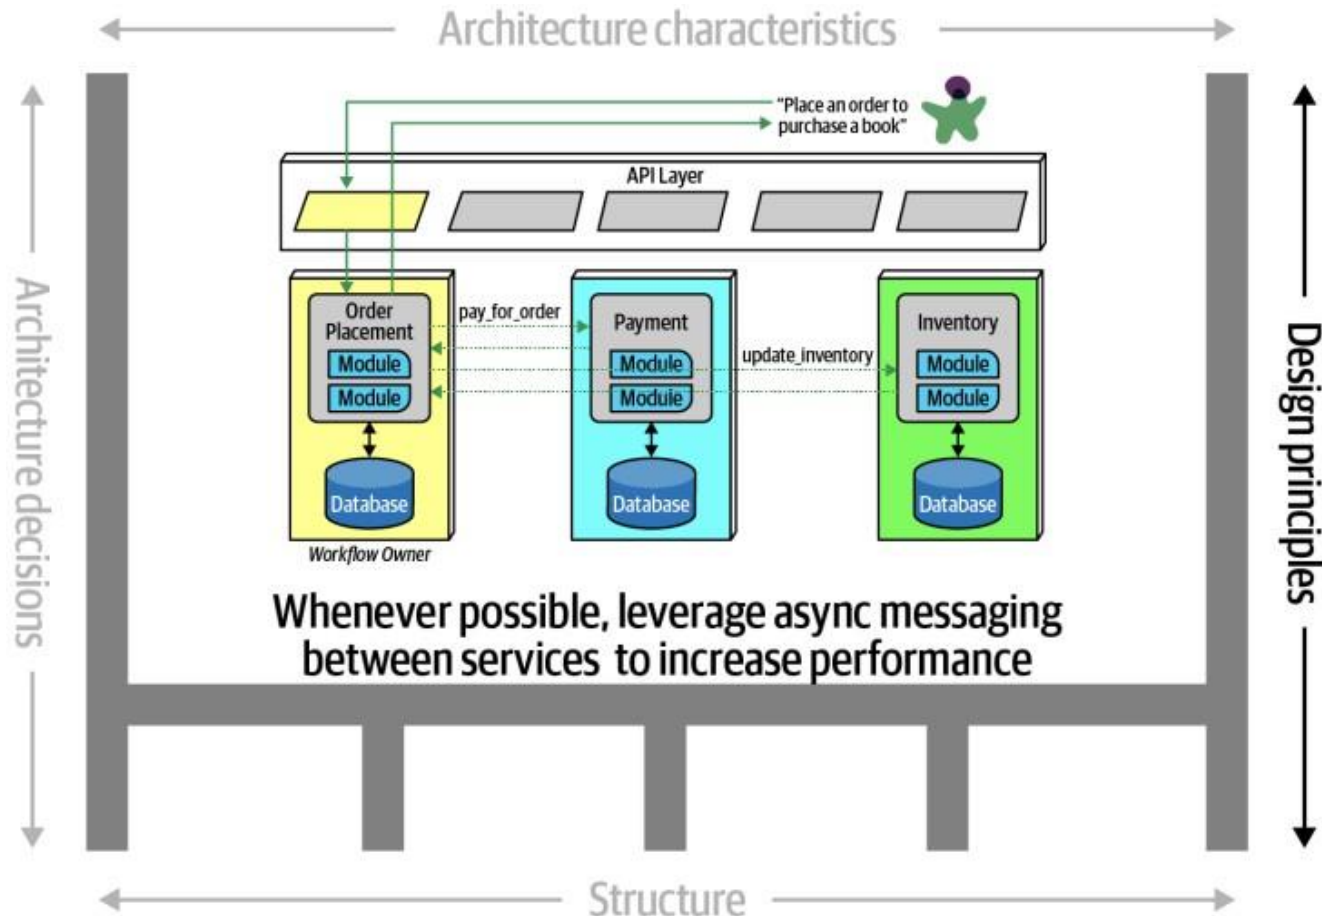 Architecture characteristics
"Place an order to
purchase a book"
API Layer
Order
Placement
Module
Module
Database
Workflow Owner
pay_for_order
Payment
Module
Module
Database
update_inventory
Inventory
Module
Module
Database
Architecture decisions
Design principles
Whenever possible, leverage async messaging
between services to increase performance
Structure